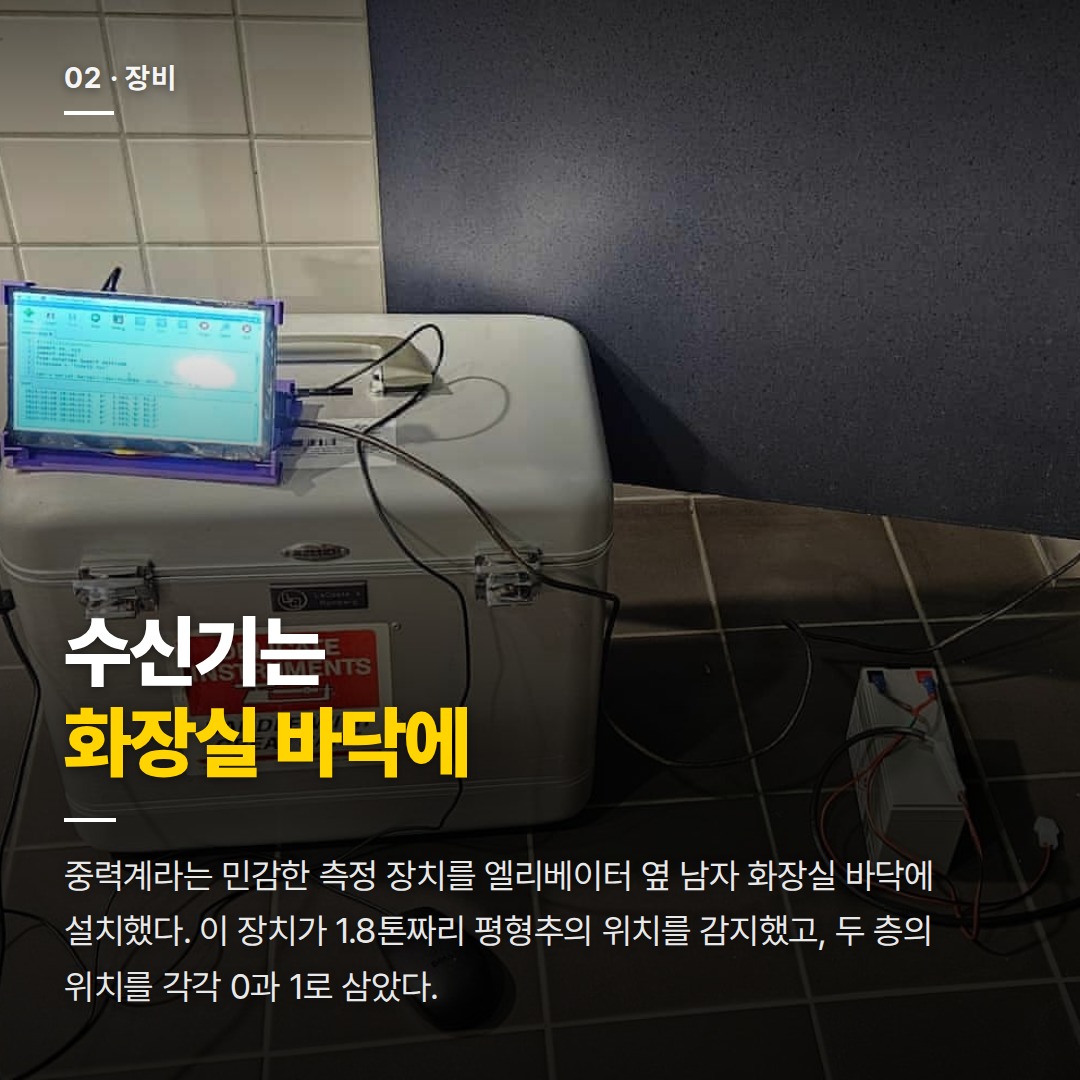 02 · 장비
LaCoste &
Romberg
수신기는
INSTRUMENTS
화장실 바닥에
중력계라는 민감한 측정 장치를 엘리베이터 옆 남자 화장실 바닥에
설치했다. 이 장치가 1.8톤짜리 평형추의 위치를 감지했고, 두 층의
위치를 각각 0과 1로 삼았다.